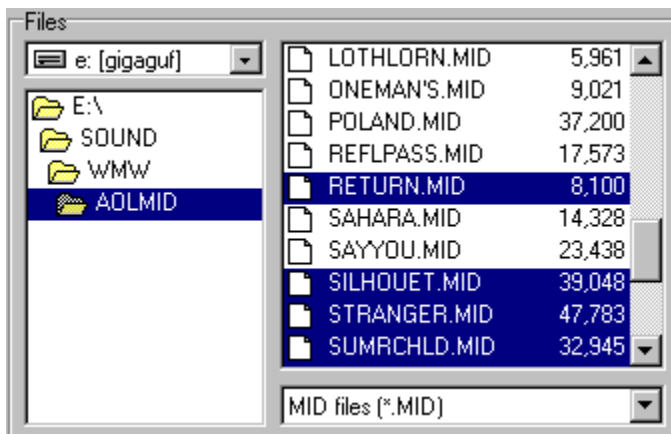 Files
e: [gigaguf]
E:\
SOUND
WMW
AOLMID
LOTHLORN.MID 5,961
ONEMAN'S.MID 9,021
POLAND.MID 37,200
REFLPASS.MID 17,573
RETURN.MID 8,100
SAHARA.MID 14,328
SAYYOU.MID 23,438
SILHOUET.MID 39,048
STRANGER.MID 47,783
SUMRCHLD.MID 32,945
MID files (*.MID)